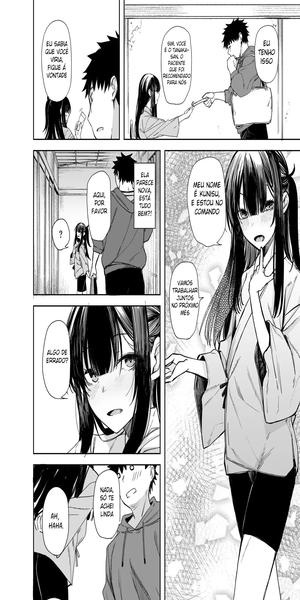 EU
TENHO
ISSO
SIM, VOCÊ
É O TANAKA-
SAN, O
PACIENTE
QUE FOI
RECOMENDADO
PARA NÓS
EU SABIA
QUE VOCÊ
VIRIA,
FIQUE Á
VONTADE
MEU NOME
É KUNISU,
E ESTOU NO
COMANDO
VAMOS
TRABALHAR
JUNTOS
NO PRÓXIMO
MÊS.
ELA
PARECE
NOVA, ESTÁ
TUDO
BEM?!
AQUI,
POR
FAVOR
?
ALGO DE
ERRADO?
NADA,
SÓ TE
ACHEI
LINDA
AH,
HAHA.